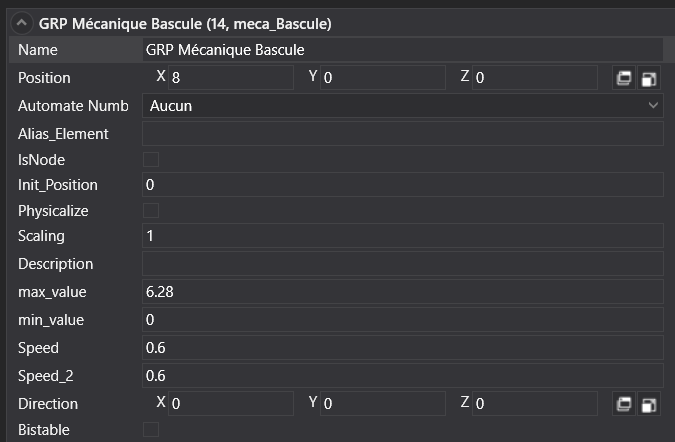 GRP Mécanique Bascule (14, meca_Bascule)
Name GRP Mécanique Bascule
Position X 8 Y 0 Z 0
Automate Numb Aucun
Alias_Element
IsNode
Init_Position 0
Physicalize
Scaling 1
Description
max_value 6.28
min_value 0
Speed 0.6
Speed_2 0.6
Direction X 0 Y 0 Z 0
Bistable